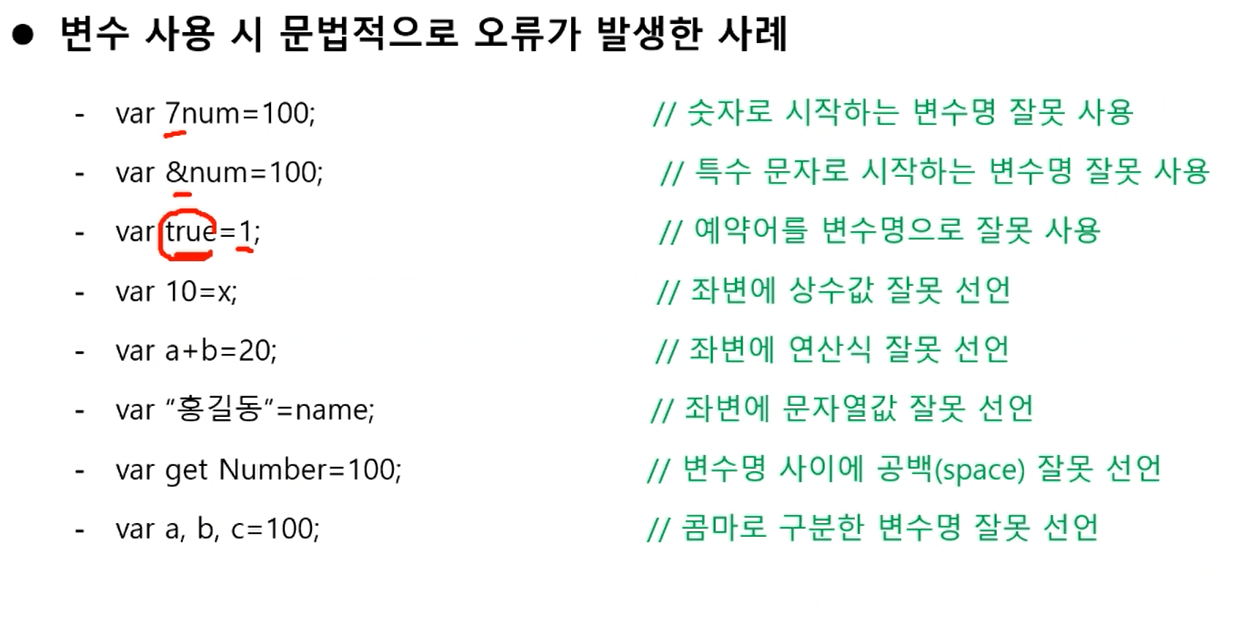 ● 변수 사용 시 문법적으로 오류가 발생한 사례
- var 7num=100; // 숫자로 시작하는 변수명 잘못 사용
- var &num=100; // 특수 문자로 시작하는 변수명 잘못 사용
- var true=1; // 예약어를 변수명으로 잘못 사용
- var 10=x; // 좌변에 상수값 잘못 선언
- var a+b=20; // 좌변에 연산식 잘못 선언
- var “홍길동”=name; // 좌변에 문자열값 잘못 선언
- var get Number=100; // 변수명 사이에 공백(space) 잘못 선언
- var a, b, c=100; // 콤마로 구분한 변수명 잘못 선언